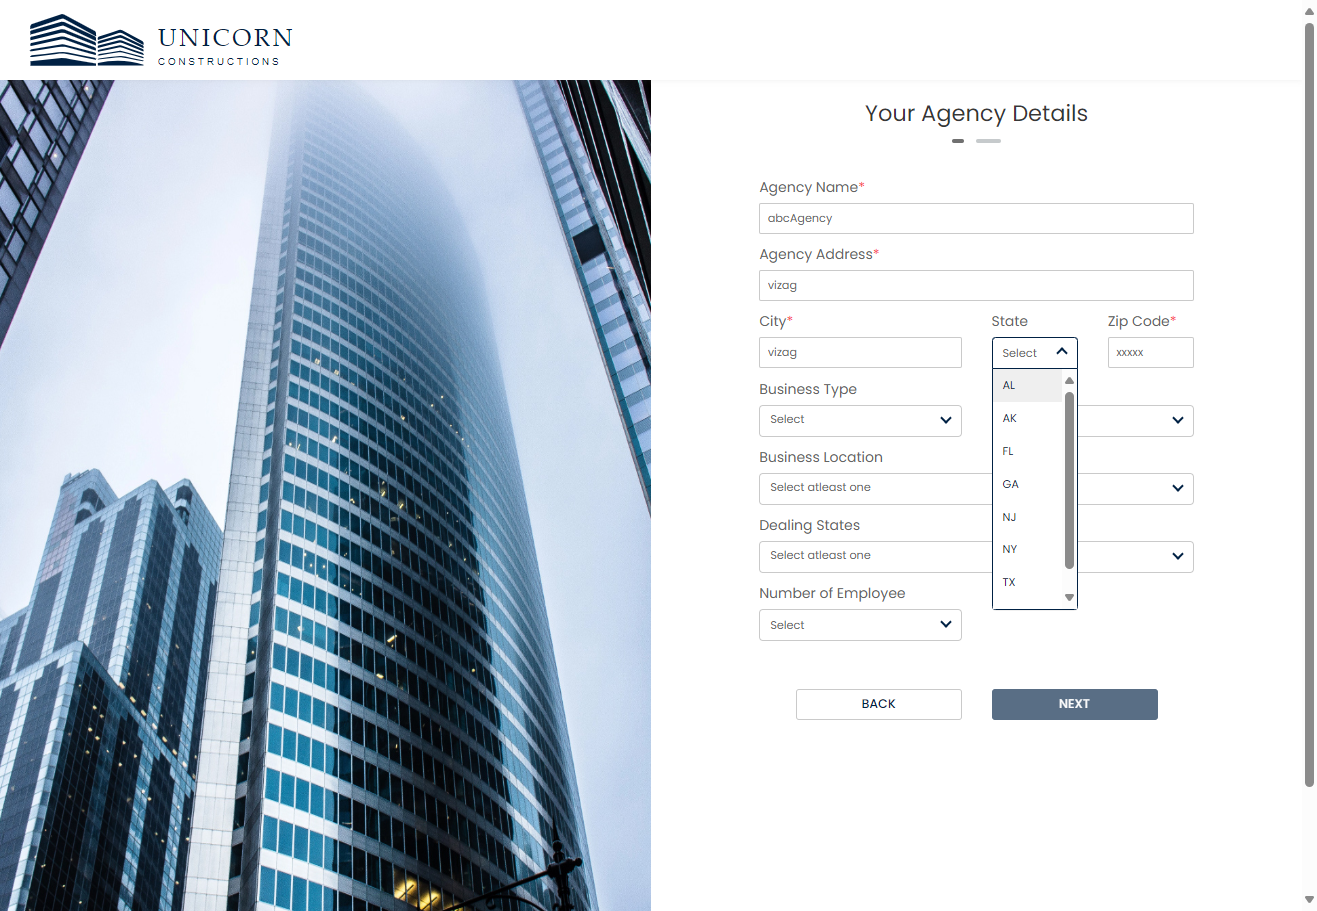 UNICORN
CONSTRUCTIONS
Your Agency Details
Agency Name*
abcAgency
Agency Address*
vizag
City*
State
Zip Code*
vizag
Select
xxxxx
AL
AK
FL
GA
NJ
NY
TX
Business Type
Select
Business Location
Select atleast one
Dealing States
Select atleast one
Number of Employee
Select
BACK
NEXT